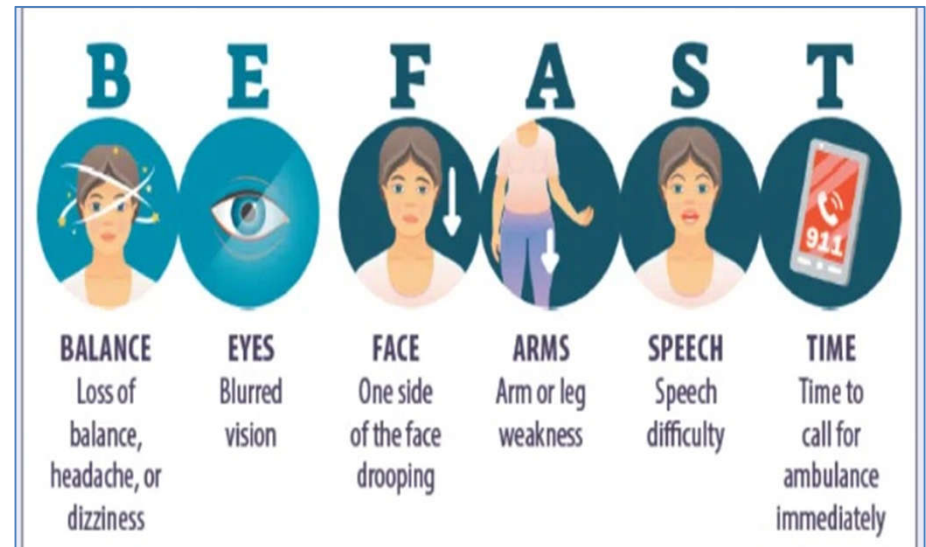 B E F A S T
911
BALANCE
Loss of
balance,
headache, or
dizziness
EYES
Blurred
vision
FACE
One side
of the face
drooping
ARMS
Arm or leg
weakness
SPEECH
Speech
difficulty
TIME
Time to
call for
ambulance
immediately